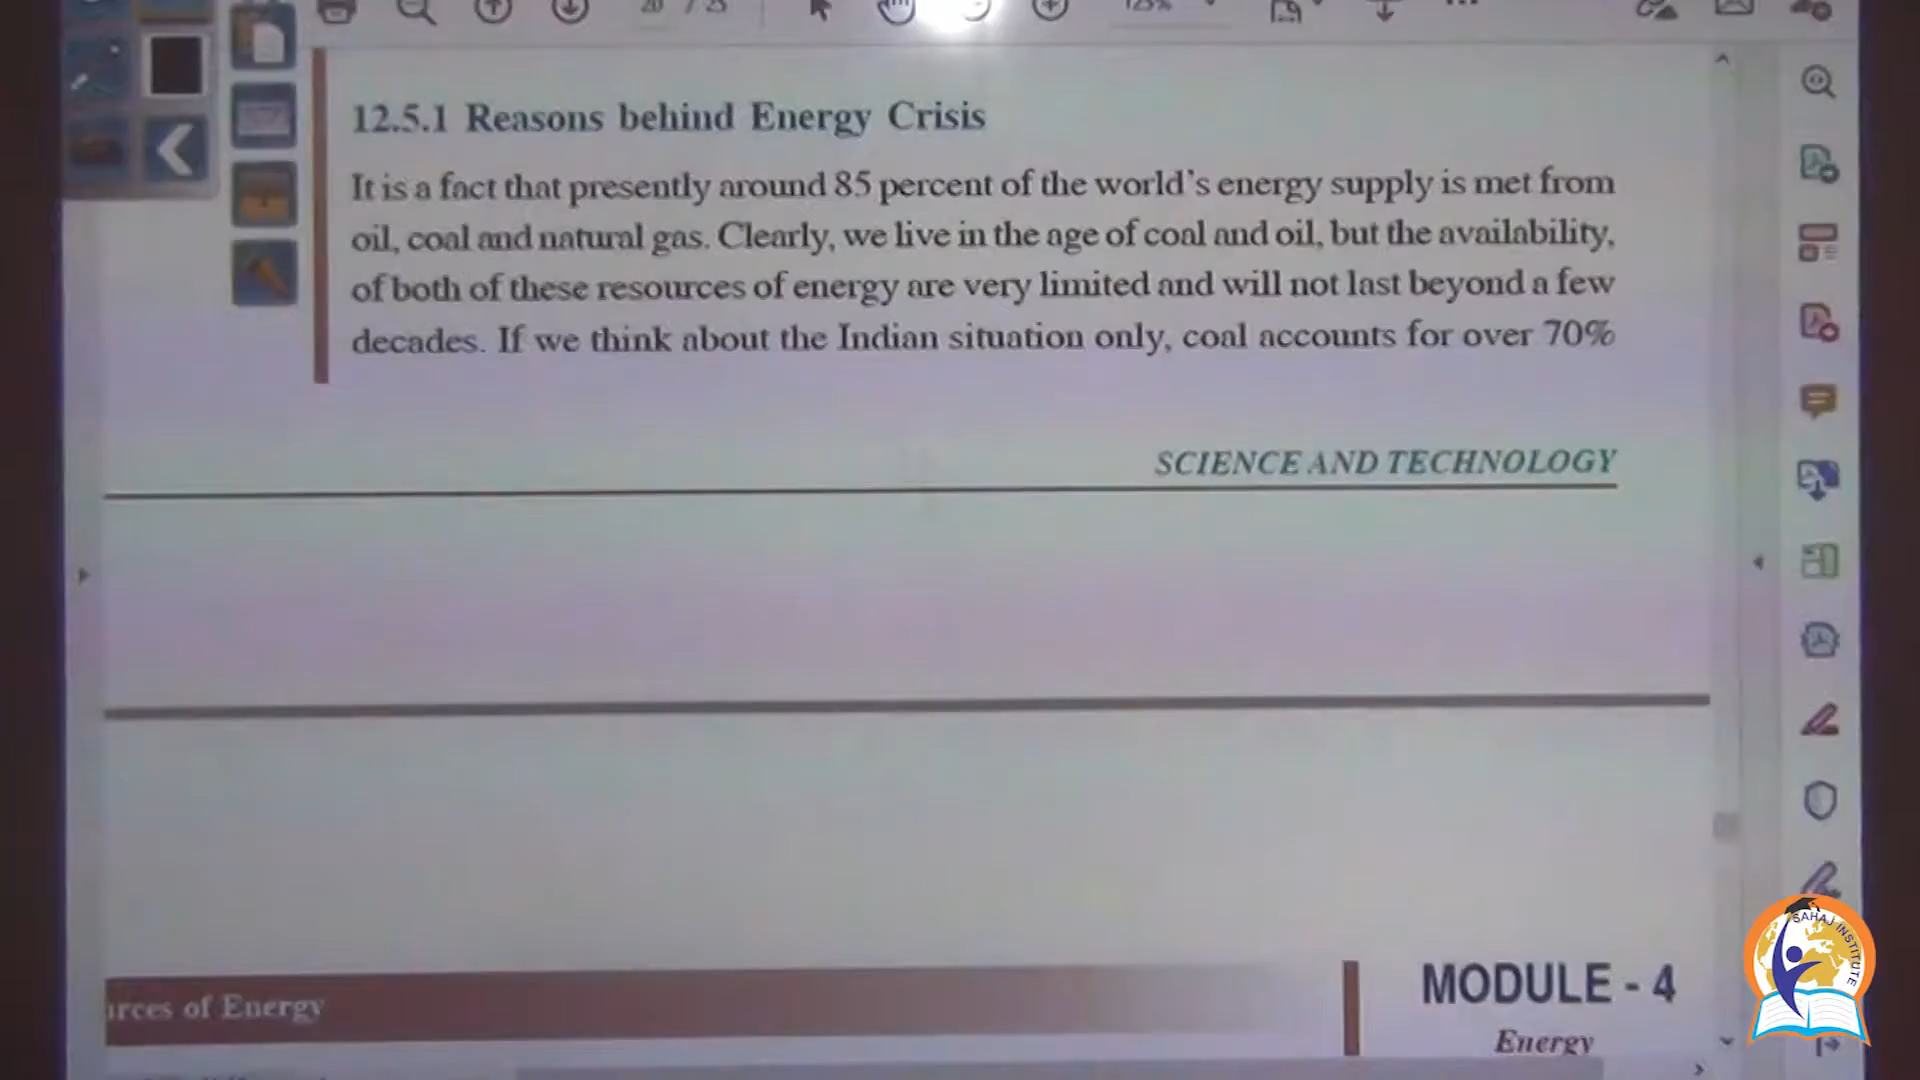 20 / 25
125%
12.5.1 Reasons behind Energy Crisis
It is a fact that presently around 85 percent of the world's energy supply is met from
oil, coal and natural gas. Clearly, we live in the age of coal and oil, but the availability,
of both of these resources of energy are very limited and will not last beyond a few
decades. If we think about the Indian situation only, coal accounts for over 70%
SCIENCE AND TECHNOLOGY
urces of Energy
MODULE - 4
Energy
SAHAJ INSTITUTE